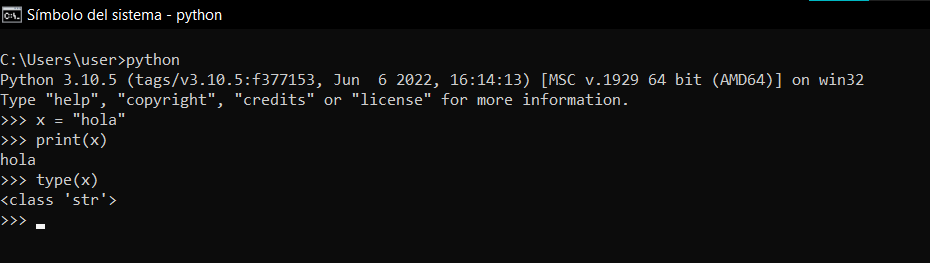 Símbolo del sistema - python
C:\Users\user>python
Python 3.10.5 (tags/v3.10.5:f377153, Jun  6 2022, 16:14:13) [MSC v.1929 64 bit (AMD64)] on win32
Type "help", "copyright", "credits" or "license" for more information.
>>> x = "hola"
>>> print(x)
hola
>>> type(x)
<class 'str'>
>>>